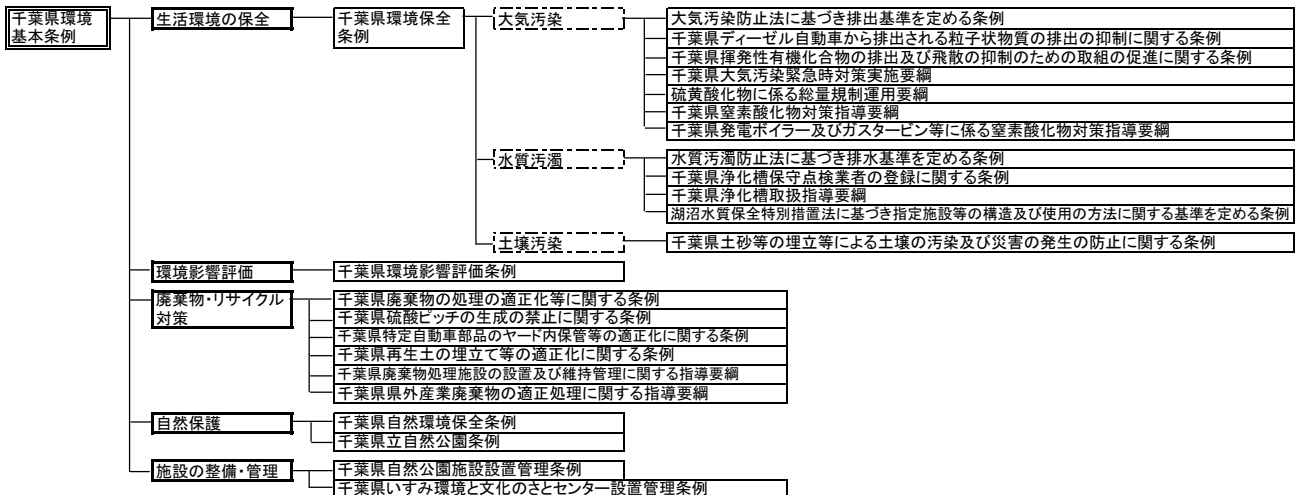 千葉県環境
基本条例
生活環境の保全
千葉県環境保全
条例
大気汚染
大気汚染防止法に基づき排出基準を定める条例
千葉県ディーゼル自動車から排出される粒子状物質の排出の抑制に関する条例
千葉県揮発性有機化合物の排出及び飛散の抑制のための取組の促進に関する条例
千葉県大気汚染緊急時対策実施要綱
硫黄酸化物に係る総量規制運用要綱
千葉県窒素酸化物対策指導要綱
千葉県発電ボイラー及びガスタービン等に係る窒素酸化物対策指導要綱
水質汚濁
水質汚濁防止法に基づき排水基準を定める条例
千葉県浄化槽保守点検業者の登録に関する条例
千葉県浄化槽取扱指導要綱
湖沼水質保全特別措置法に基づき指定施設等の構造及び使用の方法に関する基準を定める条例
土壌汚染
千葉県土砂等の埋立等による土壌の汚染及び災害の発生の防止に関する条例
環境影響評価
千葉県環境影響評価条例
廃棄物・リサイクル
対策
千葉県廃棄物の処理の適正化等に関する条例
千葉県硫酸ピッチの生成の禁止に関する条例
千葉県特定自動車部品のヤード内保管等の適正化に関する条例
千葉県再生土の埋立て等の適正化に関する条例
千葉県廃棄物処理施設の設置及び維持管理に関する指導要綱
千葉県県外産業廃棄物の適正処理に関する指導要綱
自然保護
千葉県自然環境保全条例
千葉県立自然公園条例
施設の整備・管理
千葉県自然公園施設設置管理条例
千葉県いすみ環境と文化のさとセンター設置管理条例